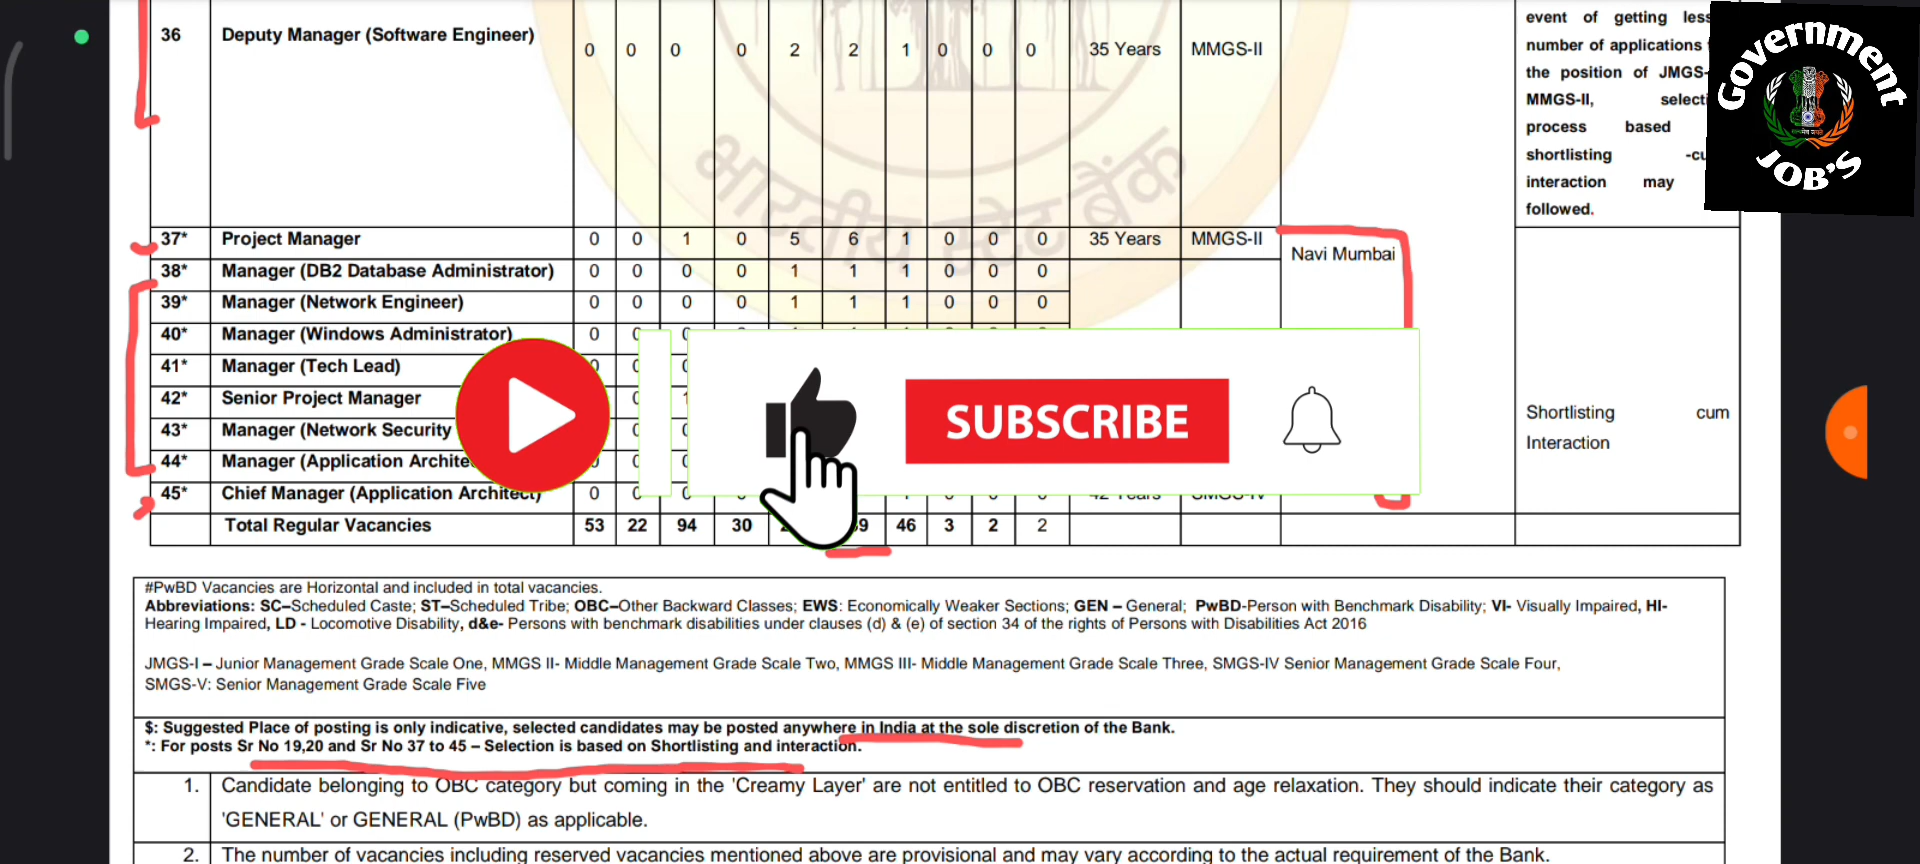 36 Deputy Manager (Software Engineer) 0 0 0 0 2 2 1 0 0 0 35 Years MMGS-II
event of getting less
number of applications
the position of JMGS-
MMGS-II,
process based
shortlisting
interaction may
followed.
Government
JOB'S
भारतीय स्टेट बैंक
37* Project Manager 0 0 1 0 5 6 1 0 0 0 35 Years MMGS-II Navi Mumbai
38* Manager (DB2 Database Administrator) 0 0 0 0 1 1 1 0 0 0
39* Manager (Network Engineer) 0 0 0 0 1 1 1 0 0 0
40* Manager (Windows Administrator) 0
41* Manager (Tech Lead)
42* Senior Project Manager
43* Manager (Network Security
44* Manager (Application
45* Chief Manager (Application Architect) 0 42 Years SMGS-IV
Shortlisting cum
Interaction
SUBSCRIBE
Total Regular Vacancies 53 22 94 30 46 3 2 2
#PwBD Vacancies are Horizontal and included in total vacancies.
Abbreviations: SC–Scheduled Caste; ST–Scheduled Tribe; OBC–Other Backward Classes; EWS: Economically Weaker Sections; GEN – General; PwBD-Person with Benchmark Disability; VI- Visually Impaired, HI-
Hearing Impaired, LD - Locomotive Disability, d&e- Persons with benchmark disabilities under clauses (d) & (e) of section 34 of the rights of Persons with Disabilities Act 2016
JMGS-I – Junior Management Grade Scale One, MMGS II- Middle Management Grade Scale Two, MMGS III- Middle Management Grade Scale Three, SMGS-IV Senior Management Grade Scale Four,
SMGS-V: Senior Management Grade Scale Five
$: Suggested Place of posting is only indicative, selected candidates may be posted anywhere in India at the sole discretion of the Bank.
*: For posts Sr No 19,20 and Sr No 37 to 45 – Selection is based on Shortlisting and interaction.
1. Candidate belonging to OBC category but coming in the 'Creamy Layer' are not entitled to OBC reservation and age relaxation. They should indicate their category as
'GENERAL' or GENERAL (PwBD) as applicable.
2. The number of vacancies including reserved vacancies mentioned above are provisional and may vary according to the actual requirement of the Bank.